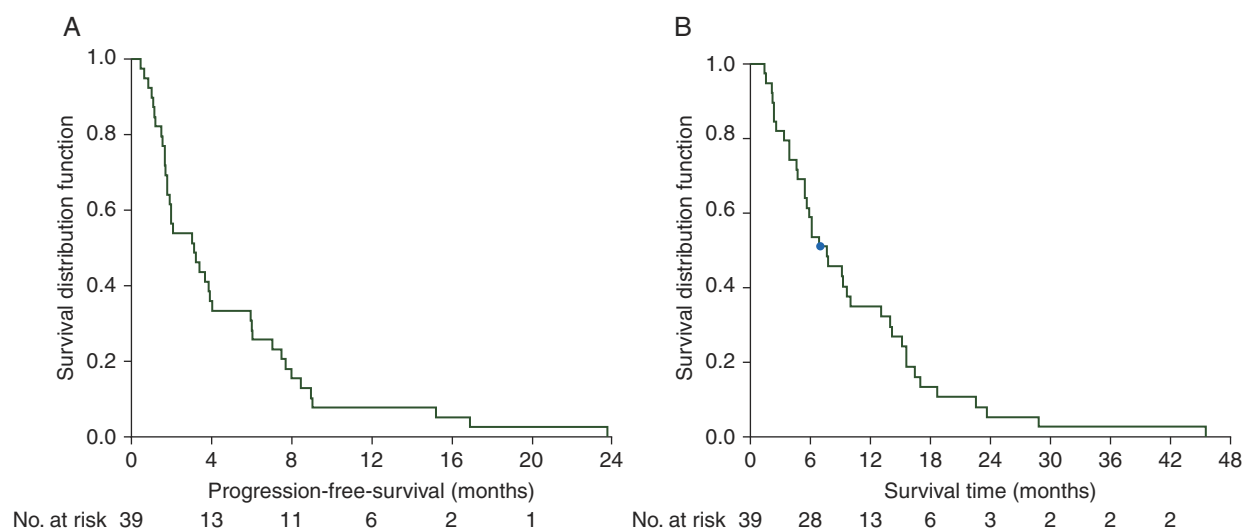 A
Survival distribution function
1.0
0.8
0.6
0.4
0.2
0.0
0 4 8 12 16 20 24
Progression-free-survival (months)
No. at risk 39 13 11 6 2 1
B
Survival distribution function
1.0
0.8
0.6
0.4
0.2
0.0
0 6 12 18 24 30 36 42 48
Survival time (months)
No. at risk 39 28 13 6 3 2 2 2